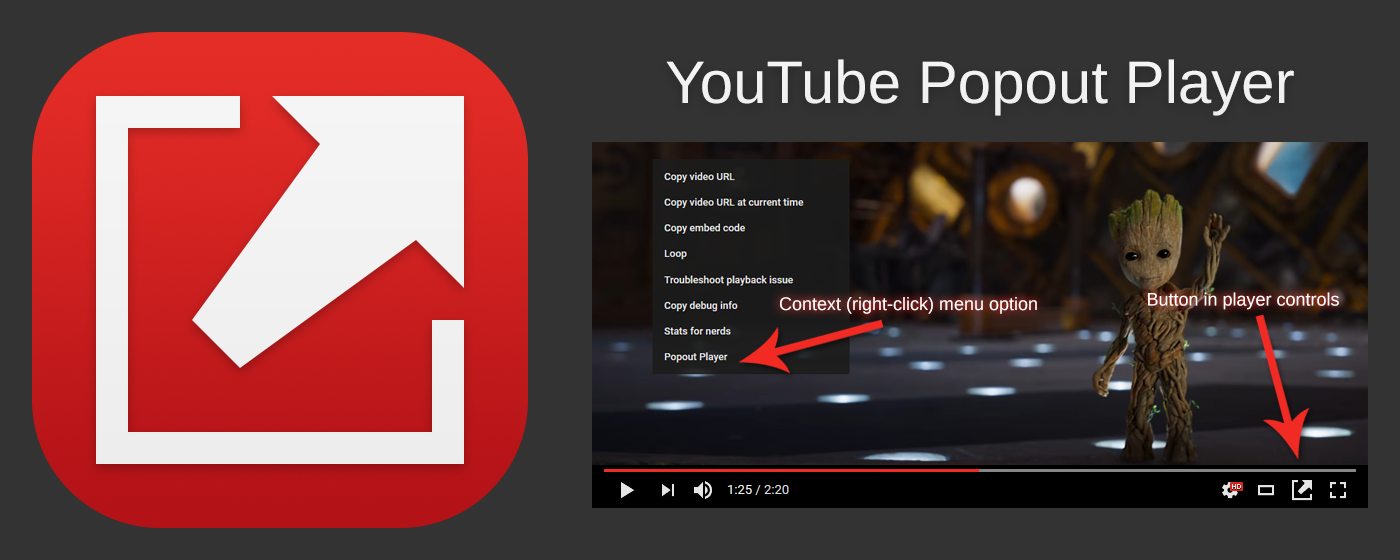 YouTube Popout Player
Copy video URL
Copy video URL at current time
Copy embed code
Loop
Troubleshoot playback issue
Copy debug info
Context (right-click) menu option
Button in player controls
Stats for nerds
Popout Player
1:25 / 2:20
HD